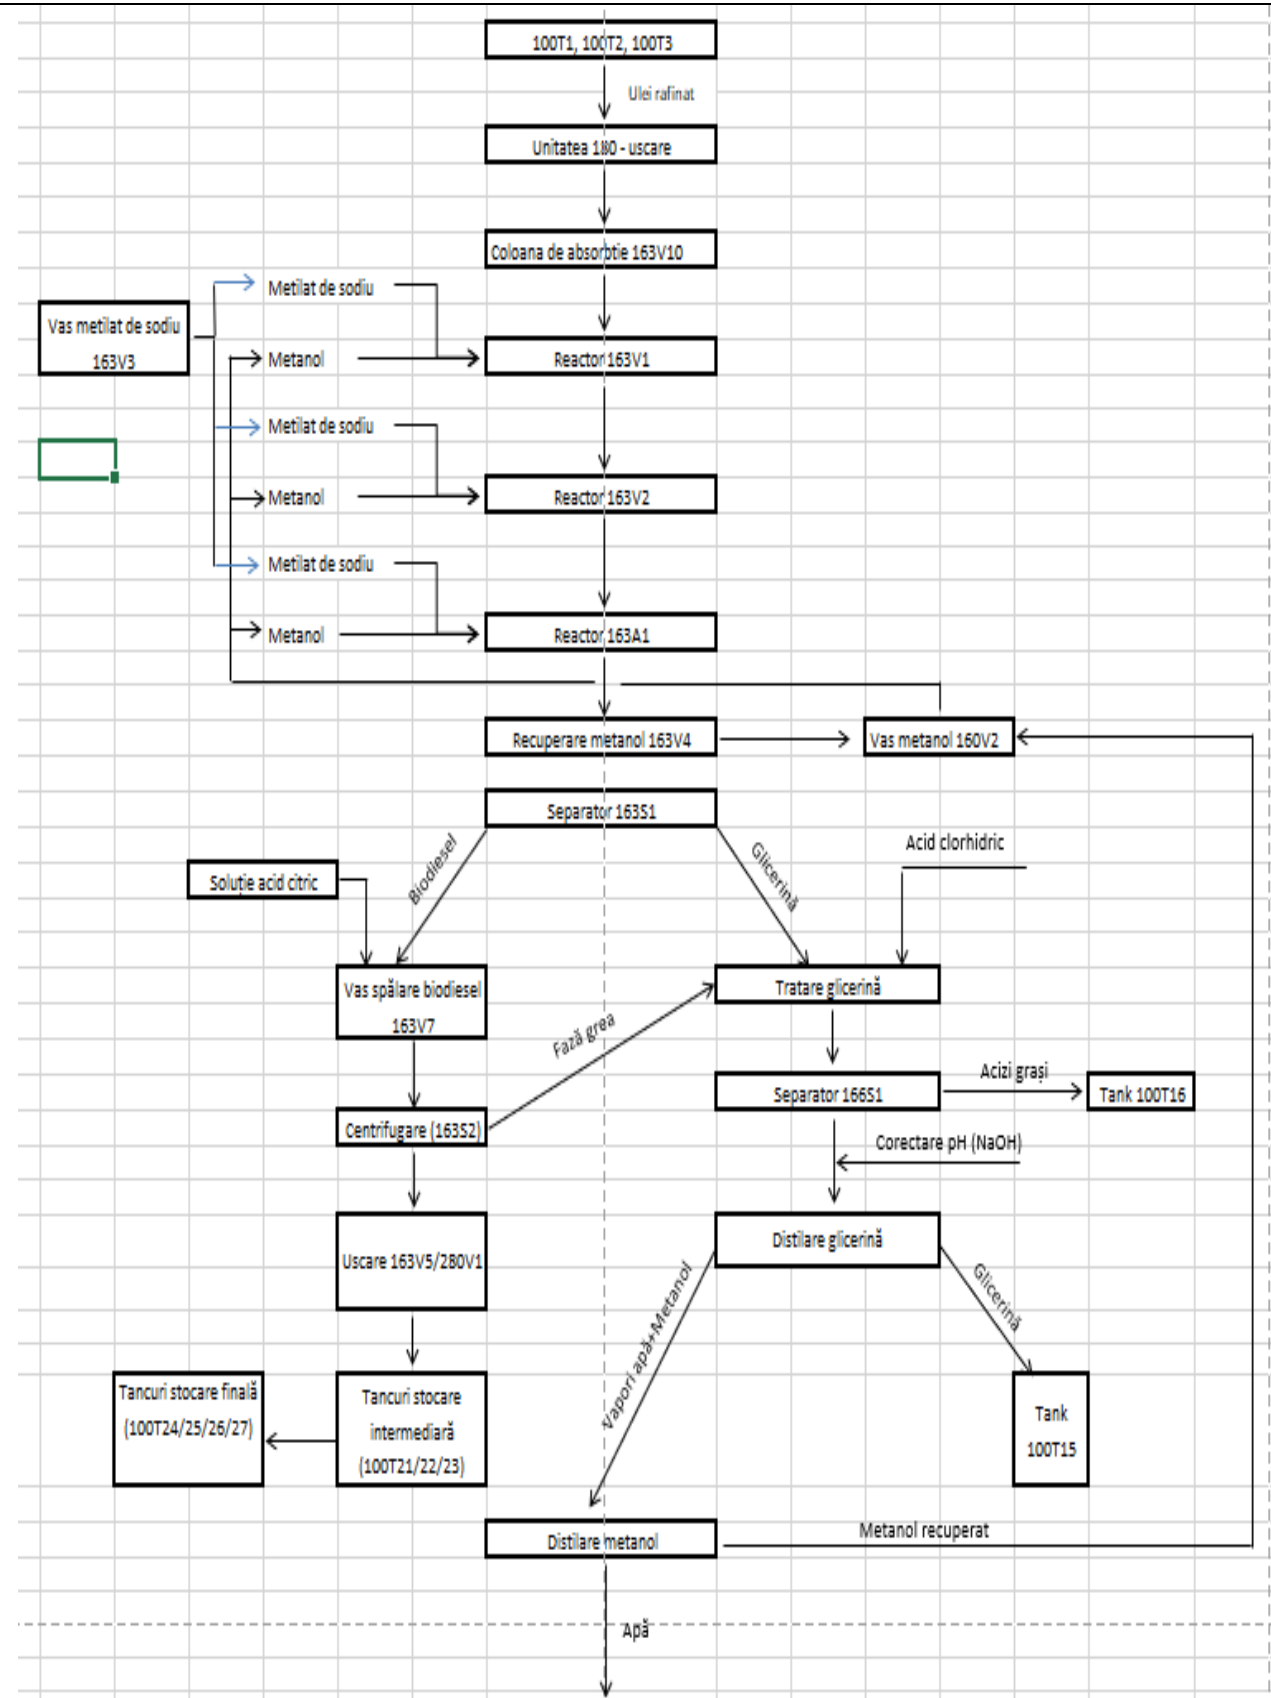 100T1, 100T2, 100T3
Ulei rafinat
Unitatea 180 - uscare
Coloana de absorbtie 163V10
Metilat de sodiu
Vas metilat de sodiu
163V3
Metanol
Reactor 163V1
Metilat de sodiu
Metanol
Reactor 163V2
Metilat de sodiu
Metanol
Reactor 163A1
Recuperare metanol 163V4
Vas metanol 160V2
Separator 163S1
Biodiesel
Glicerină
Acid clorhidric
Soluție acid citric
Vas spălare biodiesel
163V7
Tratare glicerină
Fază grea
Separator 166S1
Acizi grași
Tank 100T16
Centrifugare (163S2)
Corectare pH (NaOH)
Distilare glicerină
Uscare 163V5/280V1
Vapori apă+Metanol
Glicerină
Tancuri stocare finală
(100T24/25/26/27)
Tancuri stocare
intermediară
(100T21/22/23)
Tank
100T15
Distilare metanol
Metanol recuperat
Apă